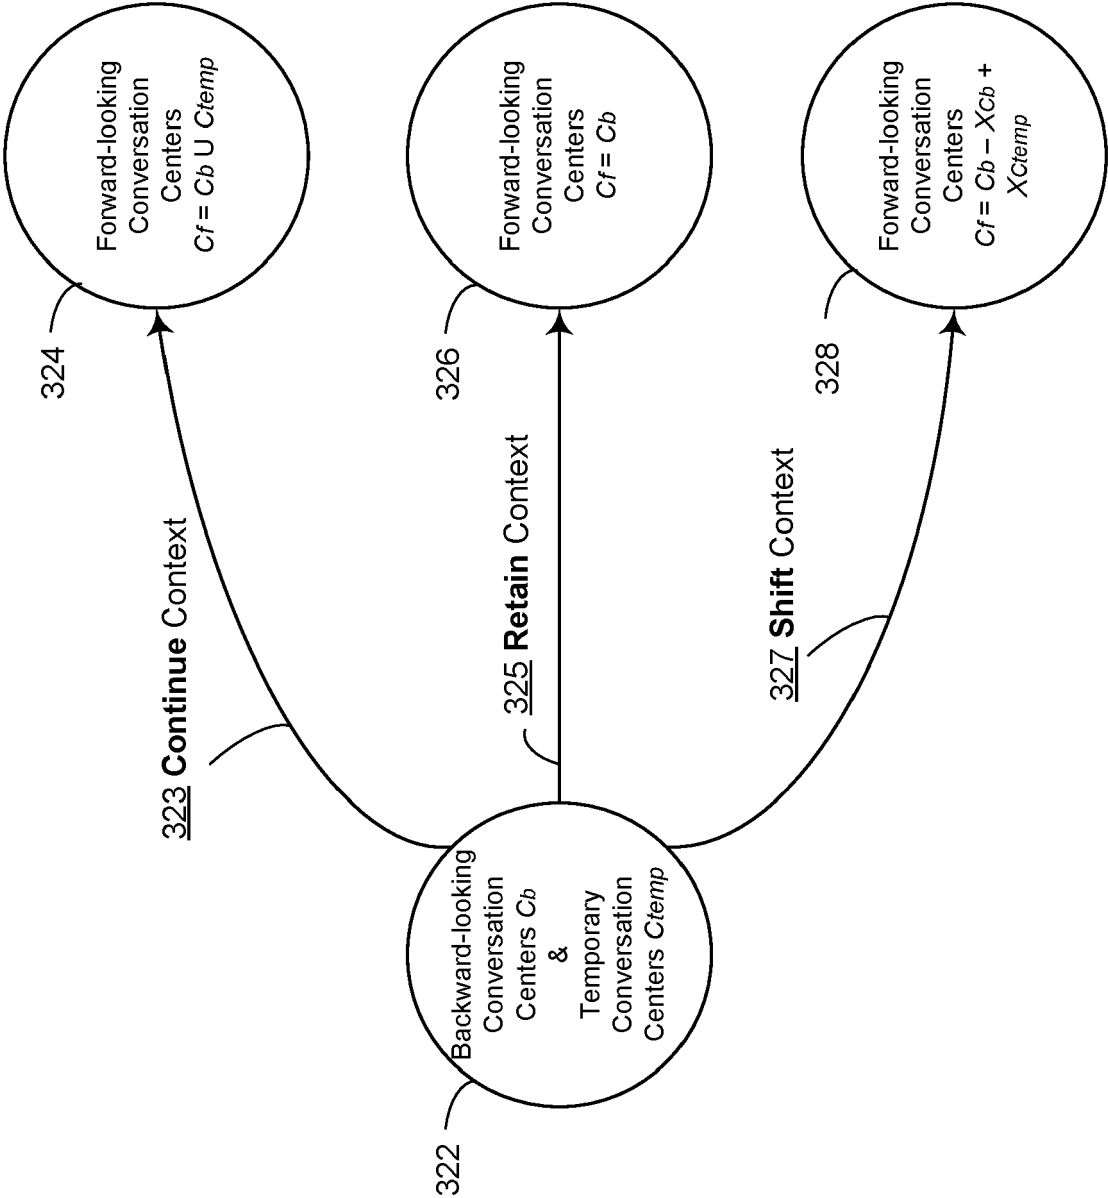 322
Backward-looking
Conversation
Centers Cb
&
Temporary
Conversation
Centers Ctemp
323 Continue Context
325 Retain Context
327 Shift Context
324
Forward-looking
Conversation
Centers
Cf = Cb U Ctemp
326
Forward-looking
Conversation
Centers
Cf = Cb
328
Forward-looking
Conversation
Centers
Cf = Cb – XCb +
XCtemp